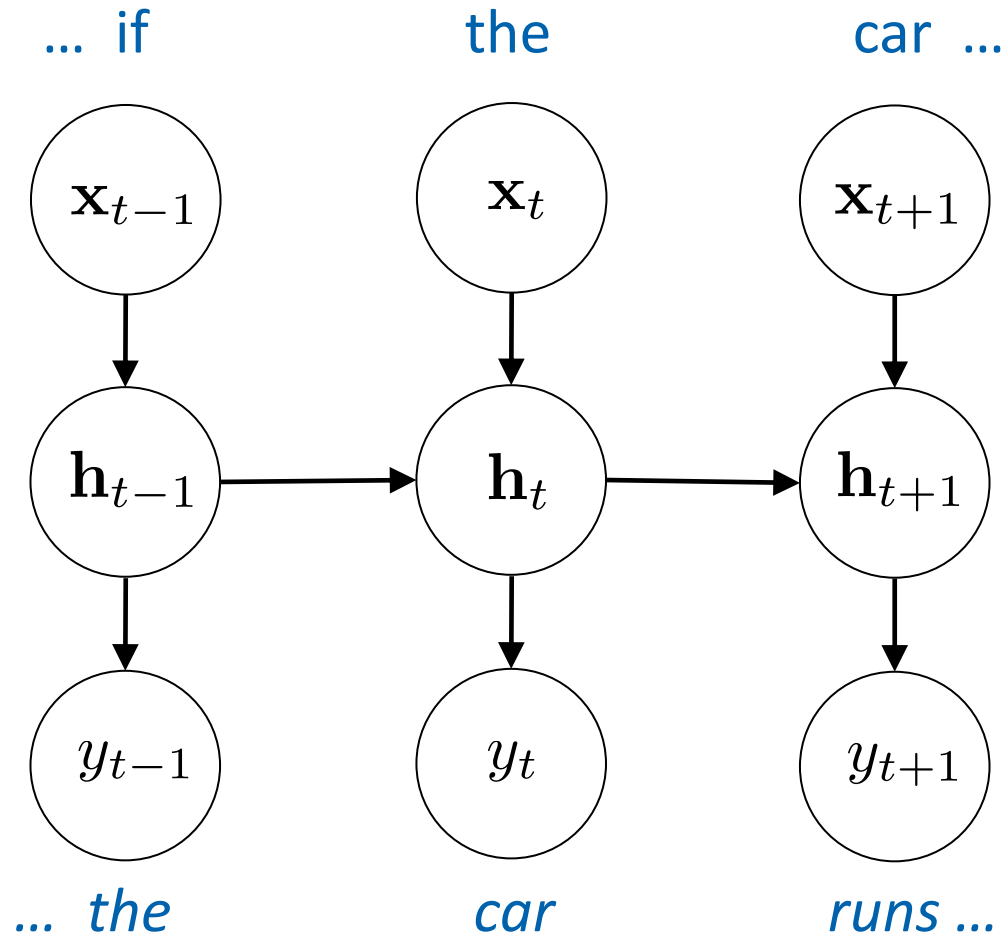 ... if the car ...
x_{t-1} x_t x_{t+1}
h_{t-1} h_t h_{t+1}
y_{t-1} y_t y_{t+1}
... the car runs ...